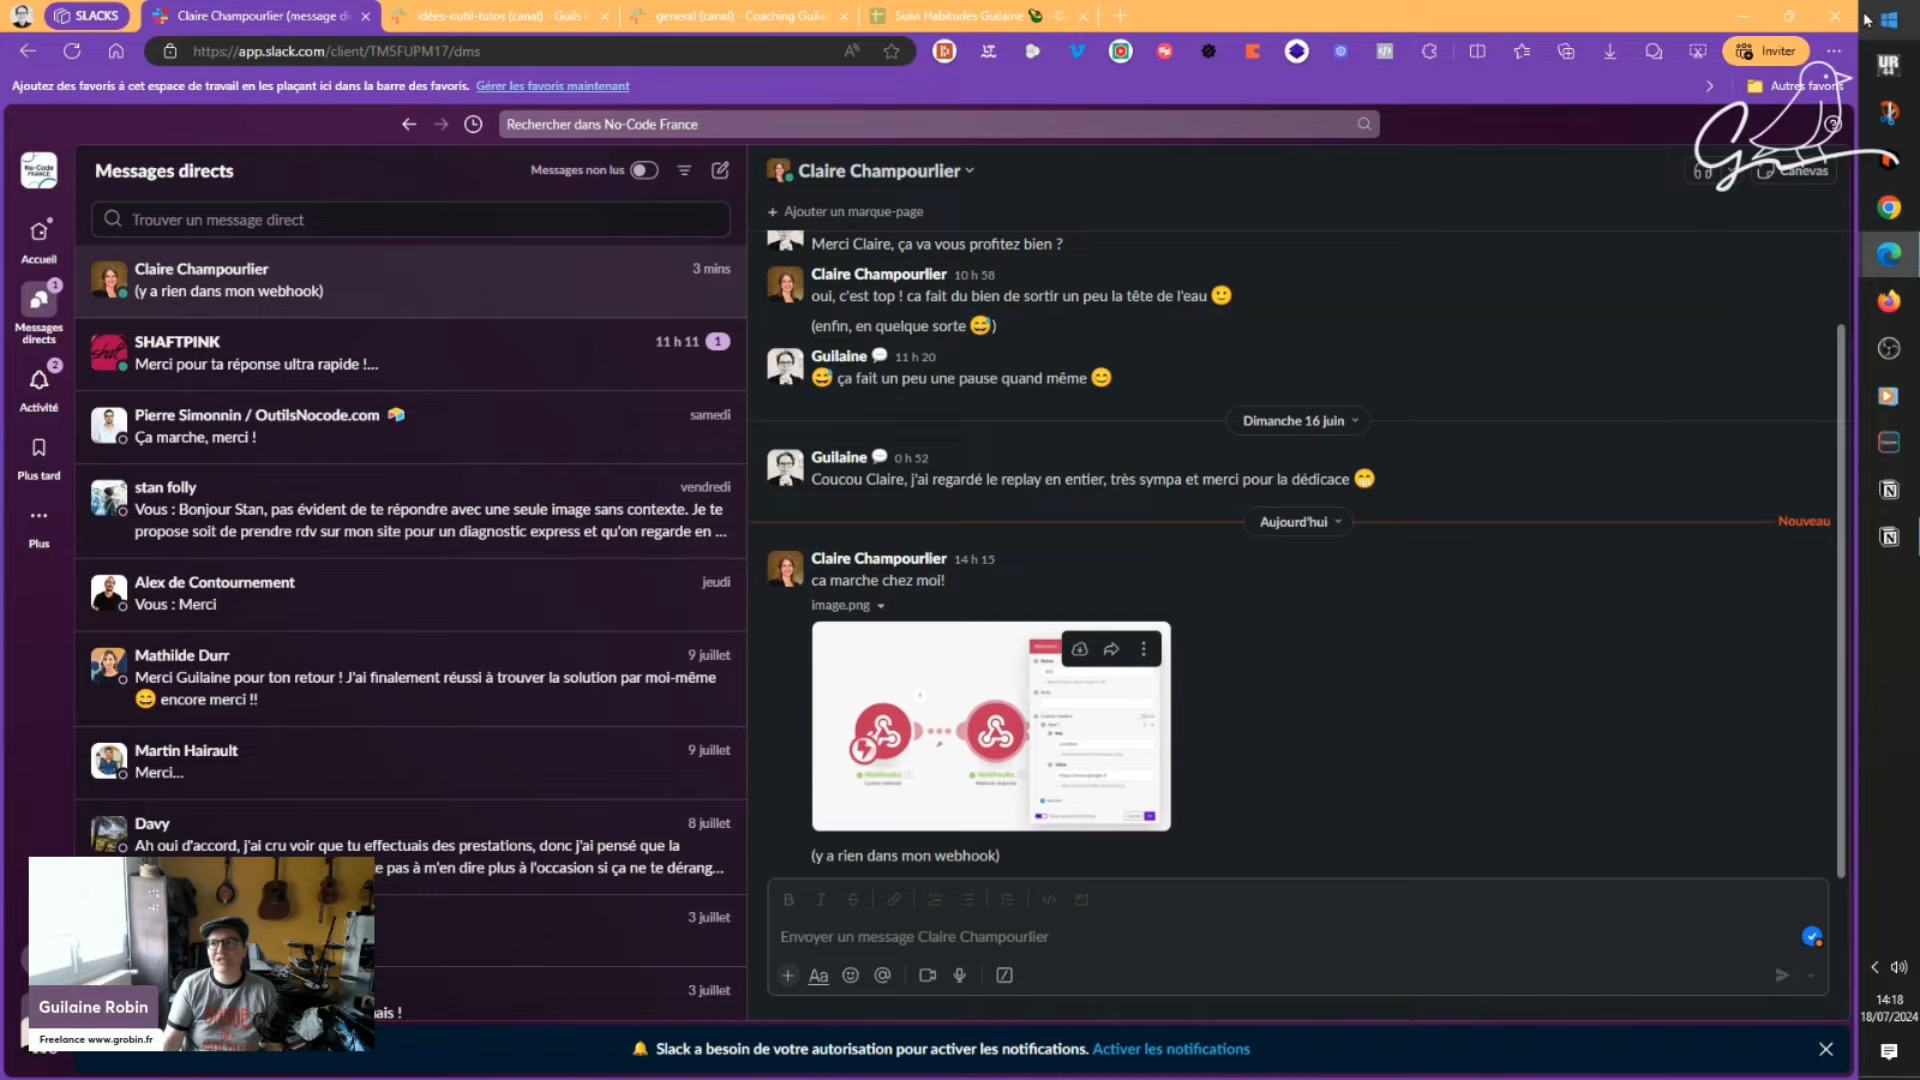 SLACKS
Claire Champourlier (message di
idées-outil-tutos (canal) - Guils
general (canal) - Coaching Guila
Suivi Habitudes Guilaine
https://app.slack.com/client/TM5FUPM17/dms
Inviter
Ajoutez des favoris à cet espace de travail en les plaçant ici dans la barre des favoris. Gérer les favoris maintenant
Autres favoris
Rechercher dans No-Code France
No-Code
FRANCE
Accueil
1
Messages
directs
2
Activité
Plus tard
Plus
Messages directs
Messages non lus
Trouver un message direct
Claire Champourlier
3 mins
(y a rien dans mon webhook)
SHAFTPINK
11 h 11
1
Merci pour ta réponse ultra rapide !...
Pierre Simonnin / OutilsNocode.com
samedi
Ça marche, merci !
stan folly
vendredi
Vous : Bonjour Stan, pas évident de te répondre avec une seule image sans contexte. Je te
propose soit de prendre rdv sur mon site pour un diagnostic express et qu'on regarde en ...
Alex de Contournement
jeudi
Vous : Merci
Mathilde Durr
9 juillet
Merci Guilaine pour ton retour ! J'ai finalement réussi à trouver la solution par moi-même
encore merci !!
Martin Hairault
9 juillet
Merci...
Davy
8 juillet
Ah oui d'accord, j'ai cru voir que tu effectuais des prestations, donc j'ai pensé que la
te pas à m'en dire plus à l'occasion si ça ne te dérang...
3 juillet
3 juillet
ais !
Guilaine Robin
Freelance www.grobin.fr
Claire Champourlier
Canevas
Ajouter un marque-page
Merci Claire, ça va vous profitez bien ?
Claire Champourlier 10 h 58
oui, c'est top ! ca fait du bien de sortir un peu la tête de l'eau
(enfin, en quelque sorte )
Guilaine 11 h 20
ça fait un peu une pause quand même
Dimanche 16 juin
Guilaine 0 h 52
Coucou Claire, j'ai regardé le replay en entier, très sympa et merci pour la dédicace
Aujourd'hui
Nouveau
Claire Champourlier 14 h 15
ca marche chez moi!
image.png
Webhooks
Webhooks
(y a rien dans mon webhook)
Envoyer un message Claire Champourlier
Aa
Slack a besoin de votre autorisation pour activer les notifications. Activer les notifications
UR
44
14:18
18/07/2024